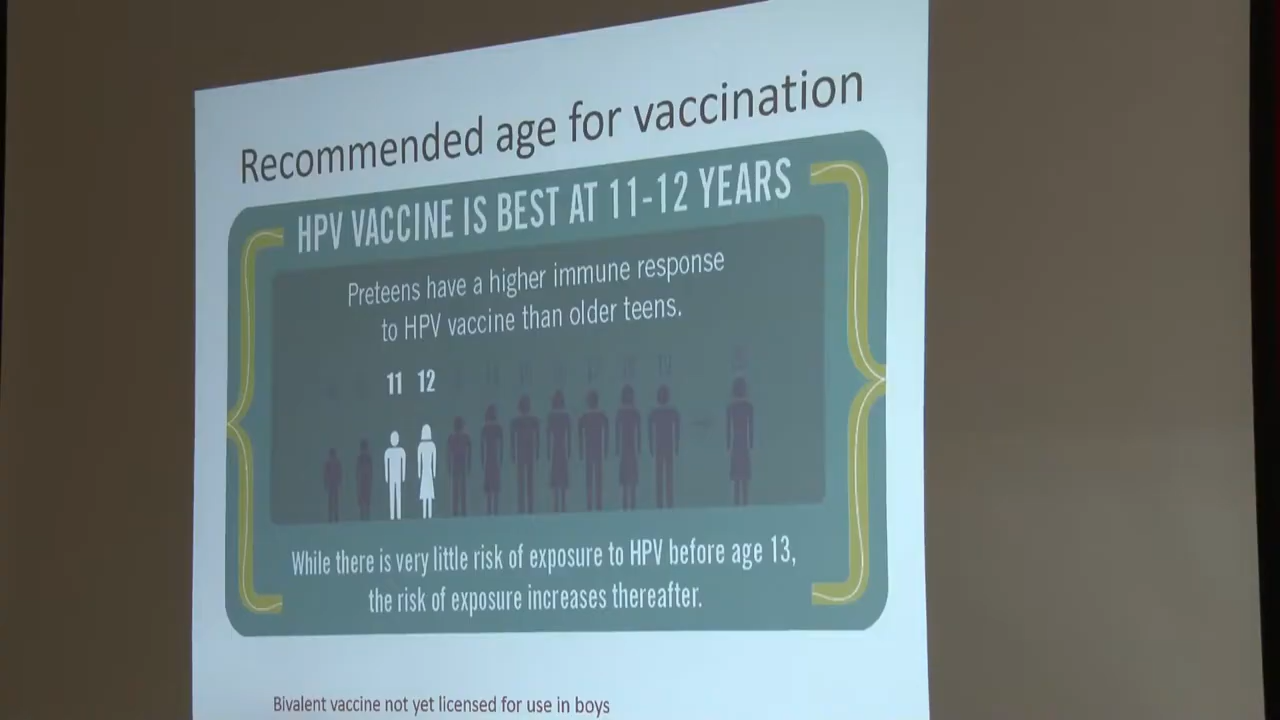 Recommended age for vaccination
HPV VACCINE IS BEST AT 11-12 YEARS
Preteens have a higher immune response
to HPV vaccine than older teens.
11 12
While there is very little risk of exposure to HPV before age 13,
the risk of exposure increases thereafter.
Bivalent vaccine not yet licensed for use in boys